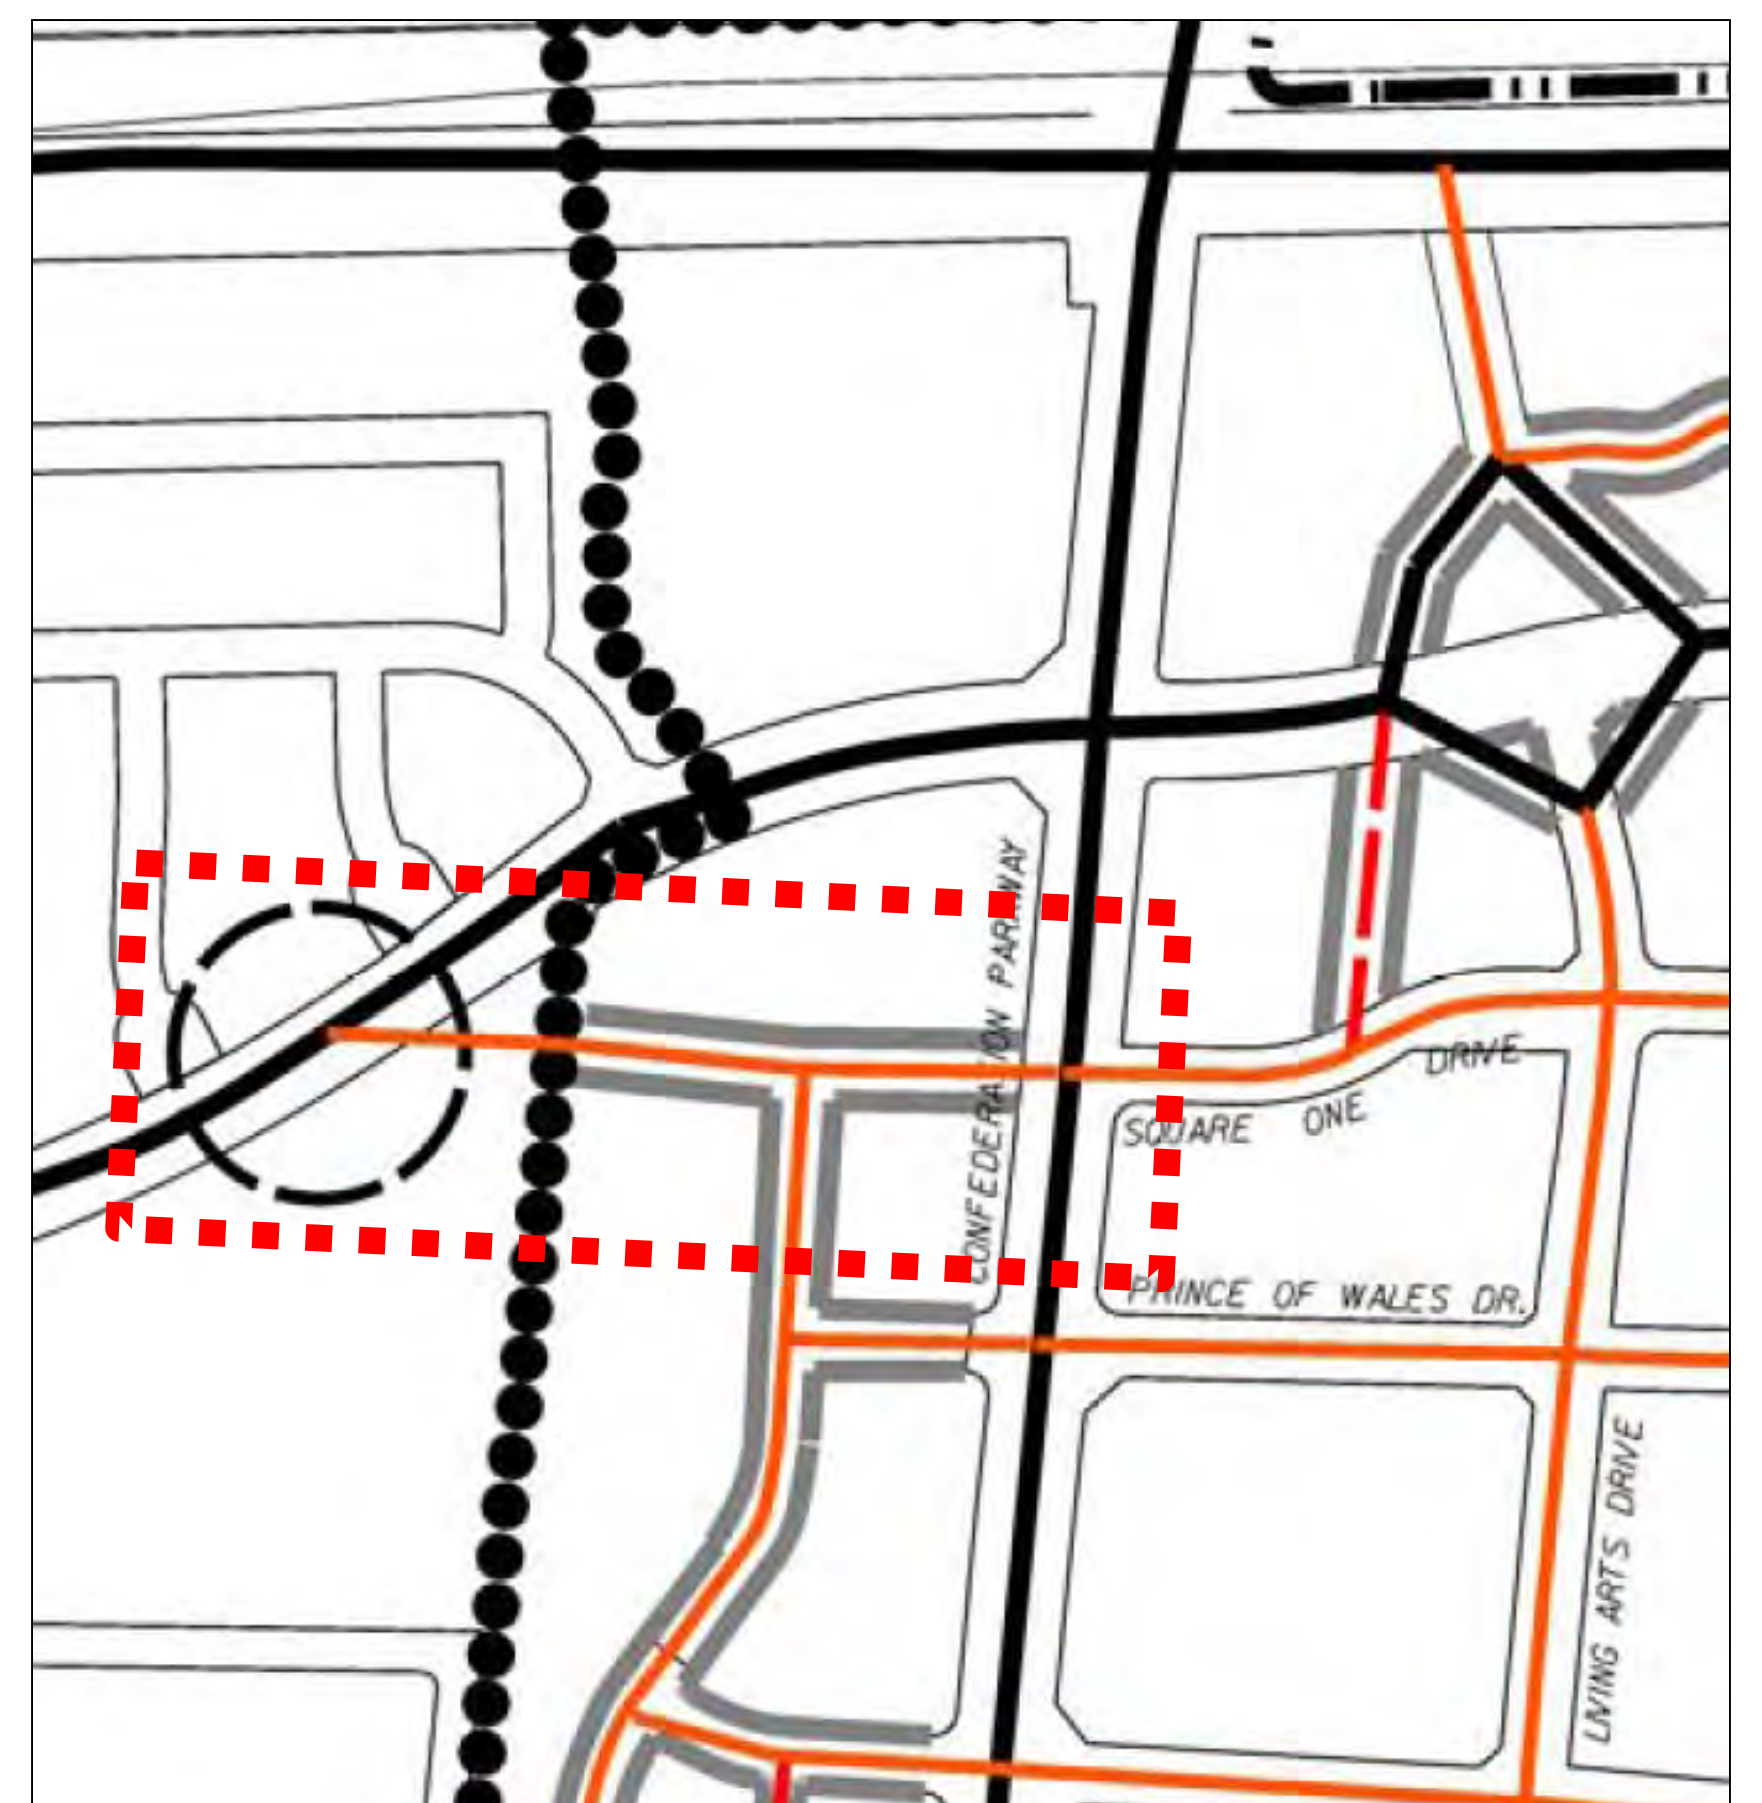 CONFEDERATION PARKWAY
DRIVE
SQUARE ONE
PRINCE OF WALES DR.
LIVING ARTS DRIVE